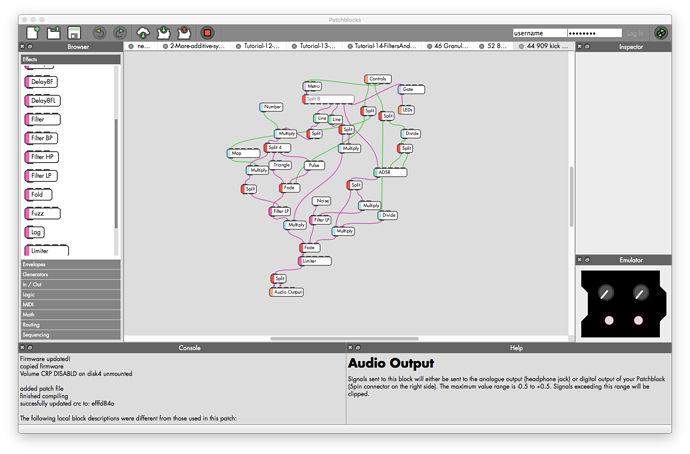 Patchblocks
username
••••••••
Log in
Browser
ne...
2-More-additive-sy...
Tutorial-12-...
Tutorial-13-...
Tutorial-14-FiltersAnd...
46 Granul...
52 B...
44 909 kick ...
Inspector
Effects
DelayBF
DelayBFL
Filter
Filter BP
Filter HP
Filter LP
Fold
Fuzz
Lag
Limiter
Envelopes
Generators
In / Out
Logic
MIDI
Math
Routing
Sequencing
Controls
Metro
Gate
Split 8
Number
LEDs
Split
Line
Line
Split
Multiply
Split
Split
Divide
Split 4
Multiply
Split
Map
Triangle
Pulse
Multiply
ADSR
Split
Fade
Split
Noise
Filter LP
Multiply
Filter LP
Divide
Multiply
Multiply
Fade
Limiter
Split
Audio Output
Emulator
Console
Firmware updated!
copied firmware
Volume CRP DISABLD on disk4 unmounted
added patch file
finished compiling
succesfully updated crc to: efffdB4a
The following local block descriptions were different from those used in this patch:
Help
Audio Output
Signals sent to this block will either be sent to the analogue output (headphone jack) or digital output of your Patchblock
(5pin connector on the right side). The maximum value range is -0.5 to +0.5. Signals exceeding this range will be
clipped.